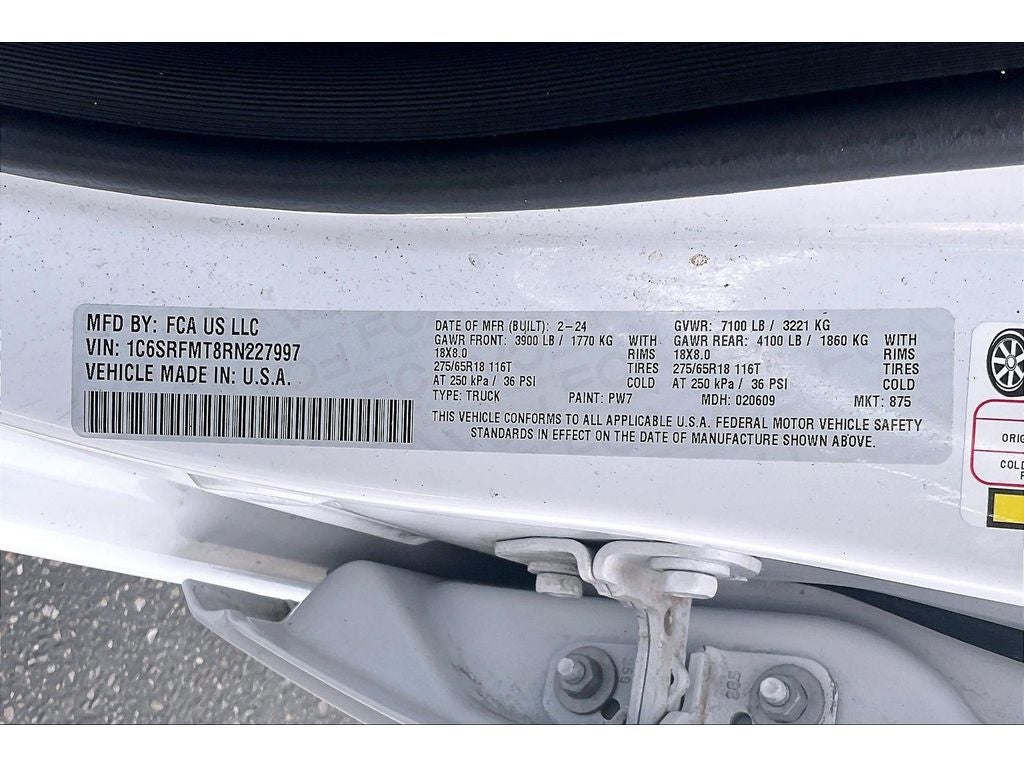 MFD BY: FCA US LLC
VIN: 1C6SRFMT8RN227997
VEHICLE MADE IN: U.S.A.
DATE OF MFR (BUILT): 2-24 GVWR: 7100 LB / 3221 KG
GAWR FRONT: 3900 LB / 1770 KG WITH GAWR REAR: 4100 LB / 1860 KG WITH
18X8.0 RIMS 18X8.0 RIMS
275/65R18 116T TIRES 275/65R18 116T TIRES
AT 250 kPa / 36 PSI COLD AT 250 kPa / 36 PSI COLD
TYPE: TRUCK PAINT: PW7 MDH: 020609 MKT: 875
THIS VEHICLE CONFORMS TO ALL APPLICABLE U.S.A. FEDERAL MOTOR VEHICLE SAFETY
STANDARDS IN EFFECT ON THE DATE OF MANUFACTURE SHOWN ABOVE.
ORIG
COLD